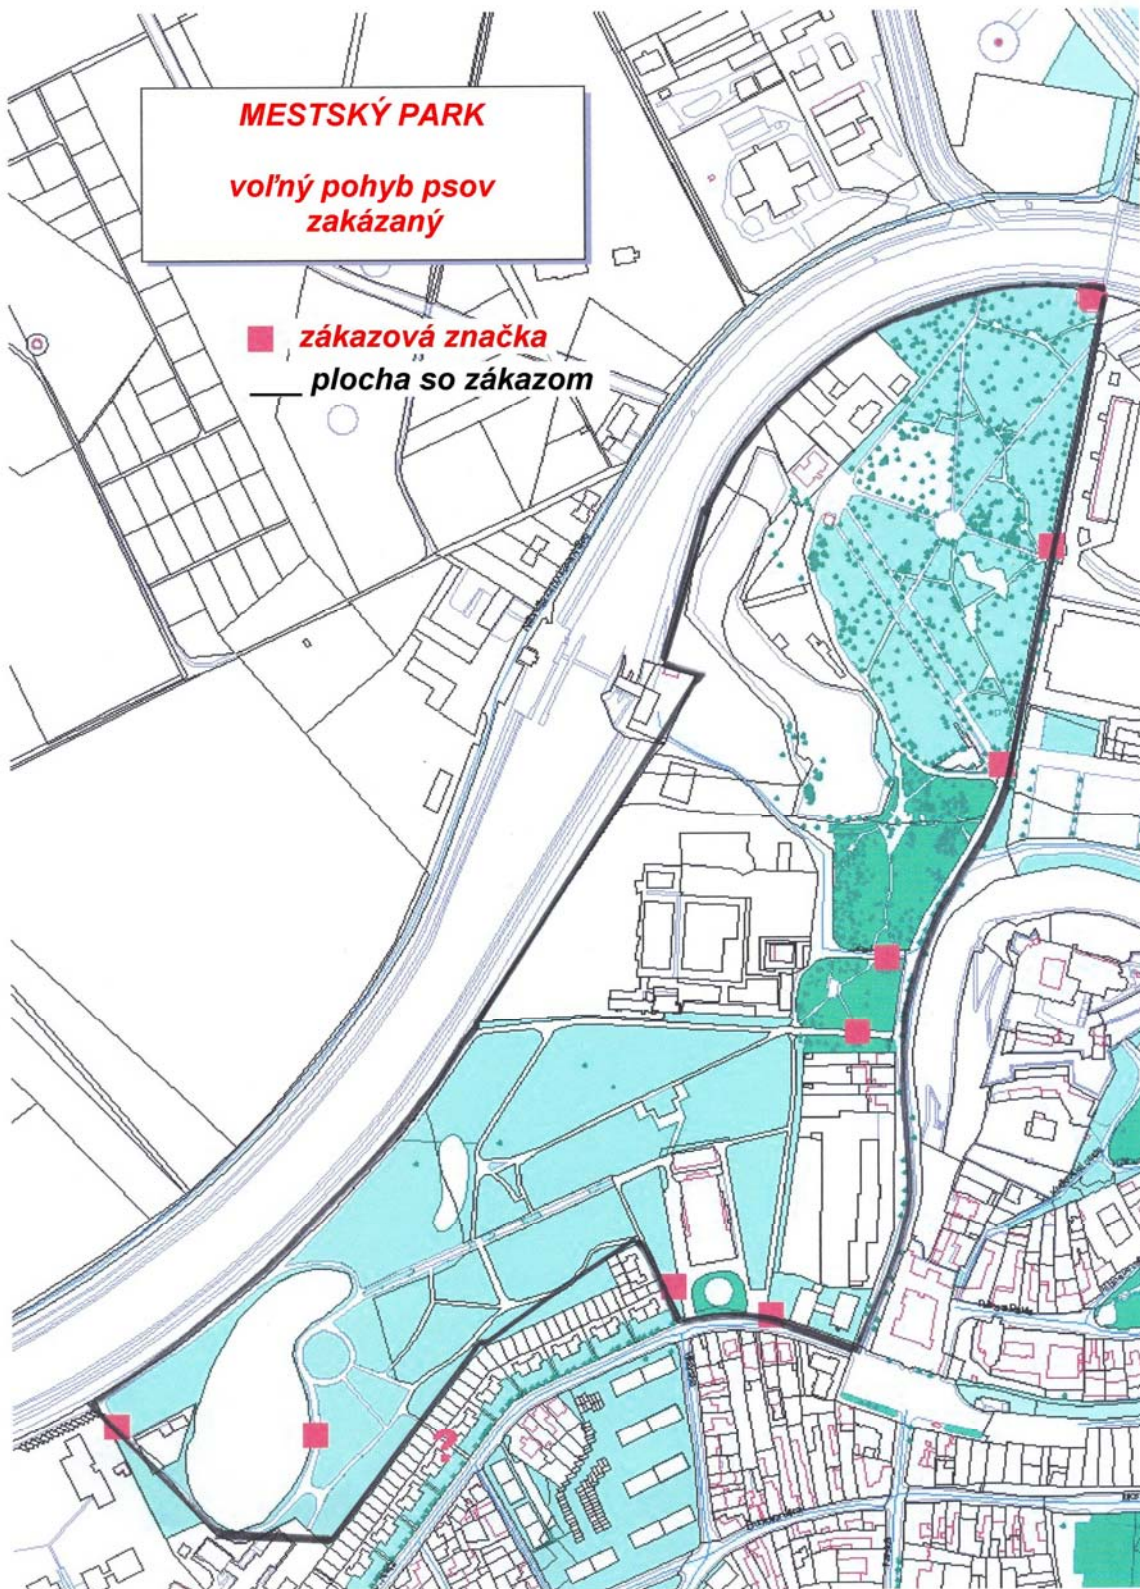 MESTSKÝ PARK
voľný pohyb psov
zakázaný
zákazová značka
plocha so zákazom
?